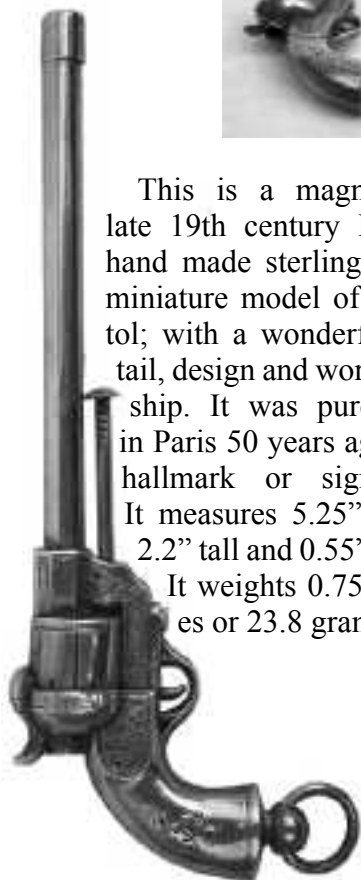 This is a magn
late 19th century
hand made sterling
miniature model of
tol; with a wonderf
tail, design and wor
ship. It was pur
in Paris 50 years ag
hallmark or sig
It measures 5.25”
2.2” tall and 0.55”
It weights 0.75
es or 23.8 gra